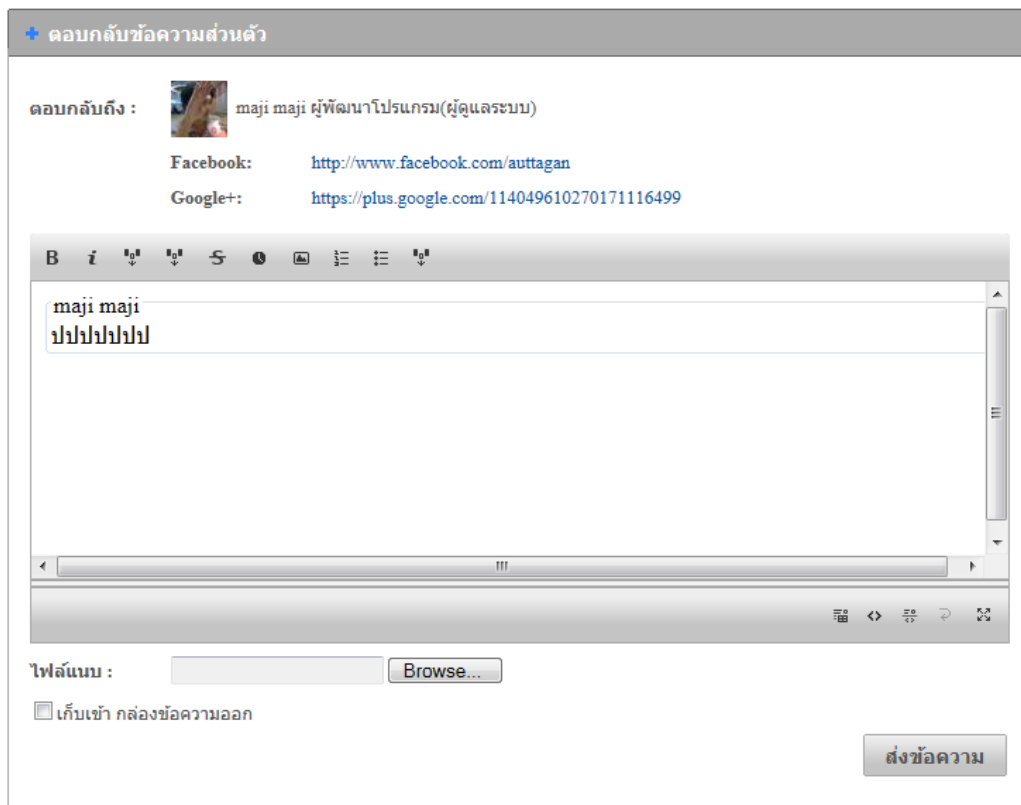 ตอบกลับข้อความส่วนตัว
ตอบกลับถึง : maji maji ผู้พัฒนาโปรแกรม(ผู้ดูแลระบบ)
Facebook: http://www.facebook.com/auttagan
Google+: https://plus.google.com/114049610270171116499
B i S
maji maji
ปปปปปปป
ไฟล์แนบ : Browse...
เก็บเข้า กล่องข้อความออก
ส่งข้อความ